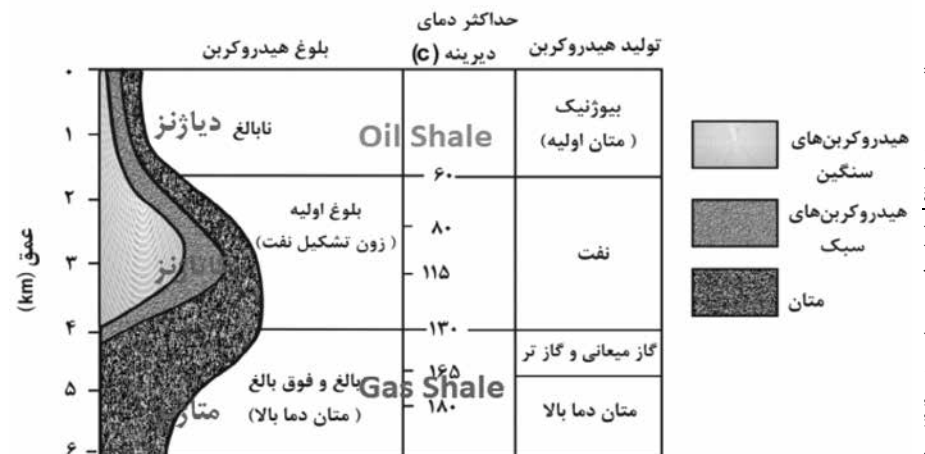 بلوغ هیدروکربن
حداکثر دمای
دیرینه (C)
تولید هیدروکربن
عمق (km)
۰
۱
۲
۳
۴
۵
۶
دیاژنز
نابالغ
Oil Shale
بیوژنیک
( متان اولیه)
۶۰
بلوغ اولیه
( زون تشکیل نفت)
۸۰
۱۱۵
نفت
۱۳۰
گاز میعانی و گاز تر
بالغ و فوق بالغ
( متان دما بالا)
Gas Shale
۱۶۵
۱۸۰
متان دما بالا
هیدروکربن‌های
سنگین
هیدروکربن‌های
سبک
متان